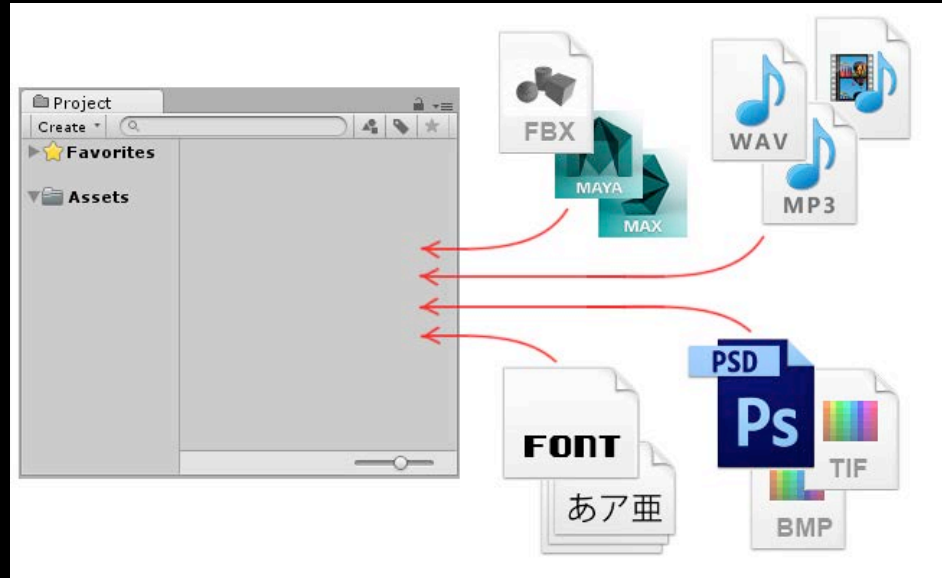 Project
Create
Favorites
Assets
FBX
MAYA
MAX
WAV
MP3
FONT
あア亜
PSD
Ps
TIF
BMP